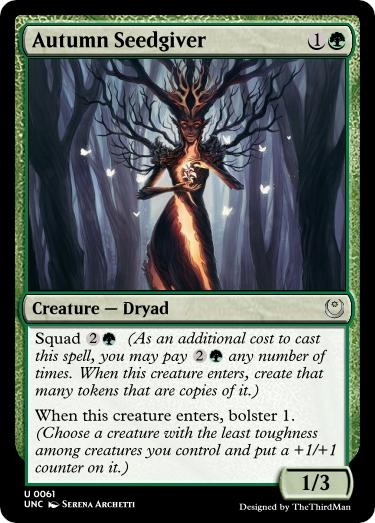 Autumn Seedgiver 1
Creature — Dryad
Squad 2 (As an additional cost to cast
this spell, you may pay 2 any number of
times. When this creature enters, create that
many tokens that are copies of it.)
When this creature enters, bolster 1.
(Choose a creature with the least toughness
among creatures you control and put a +1/+1
counter on it.)
1/3
U 0061
UNC SERENA ARCHETTI
Designed by TheThirdMan